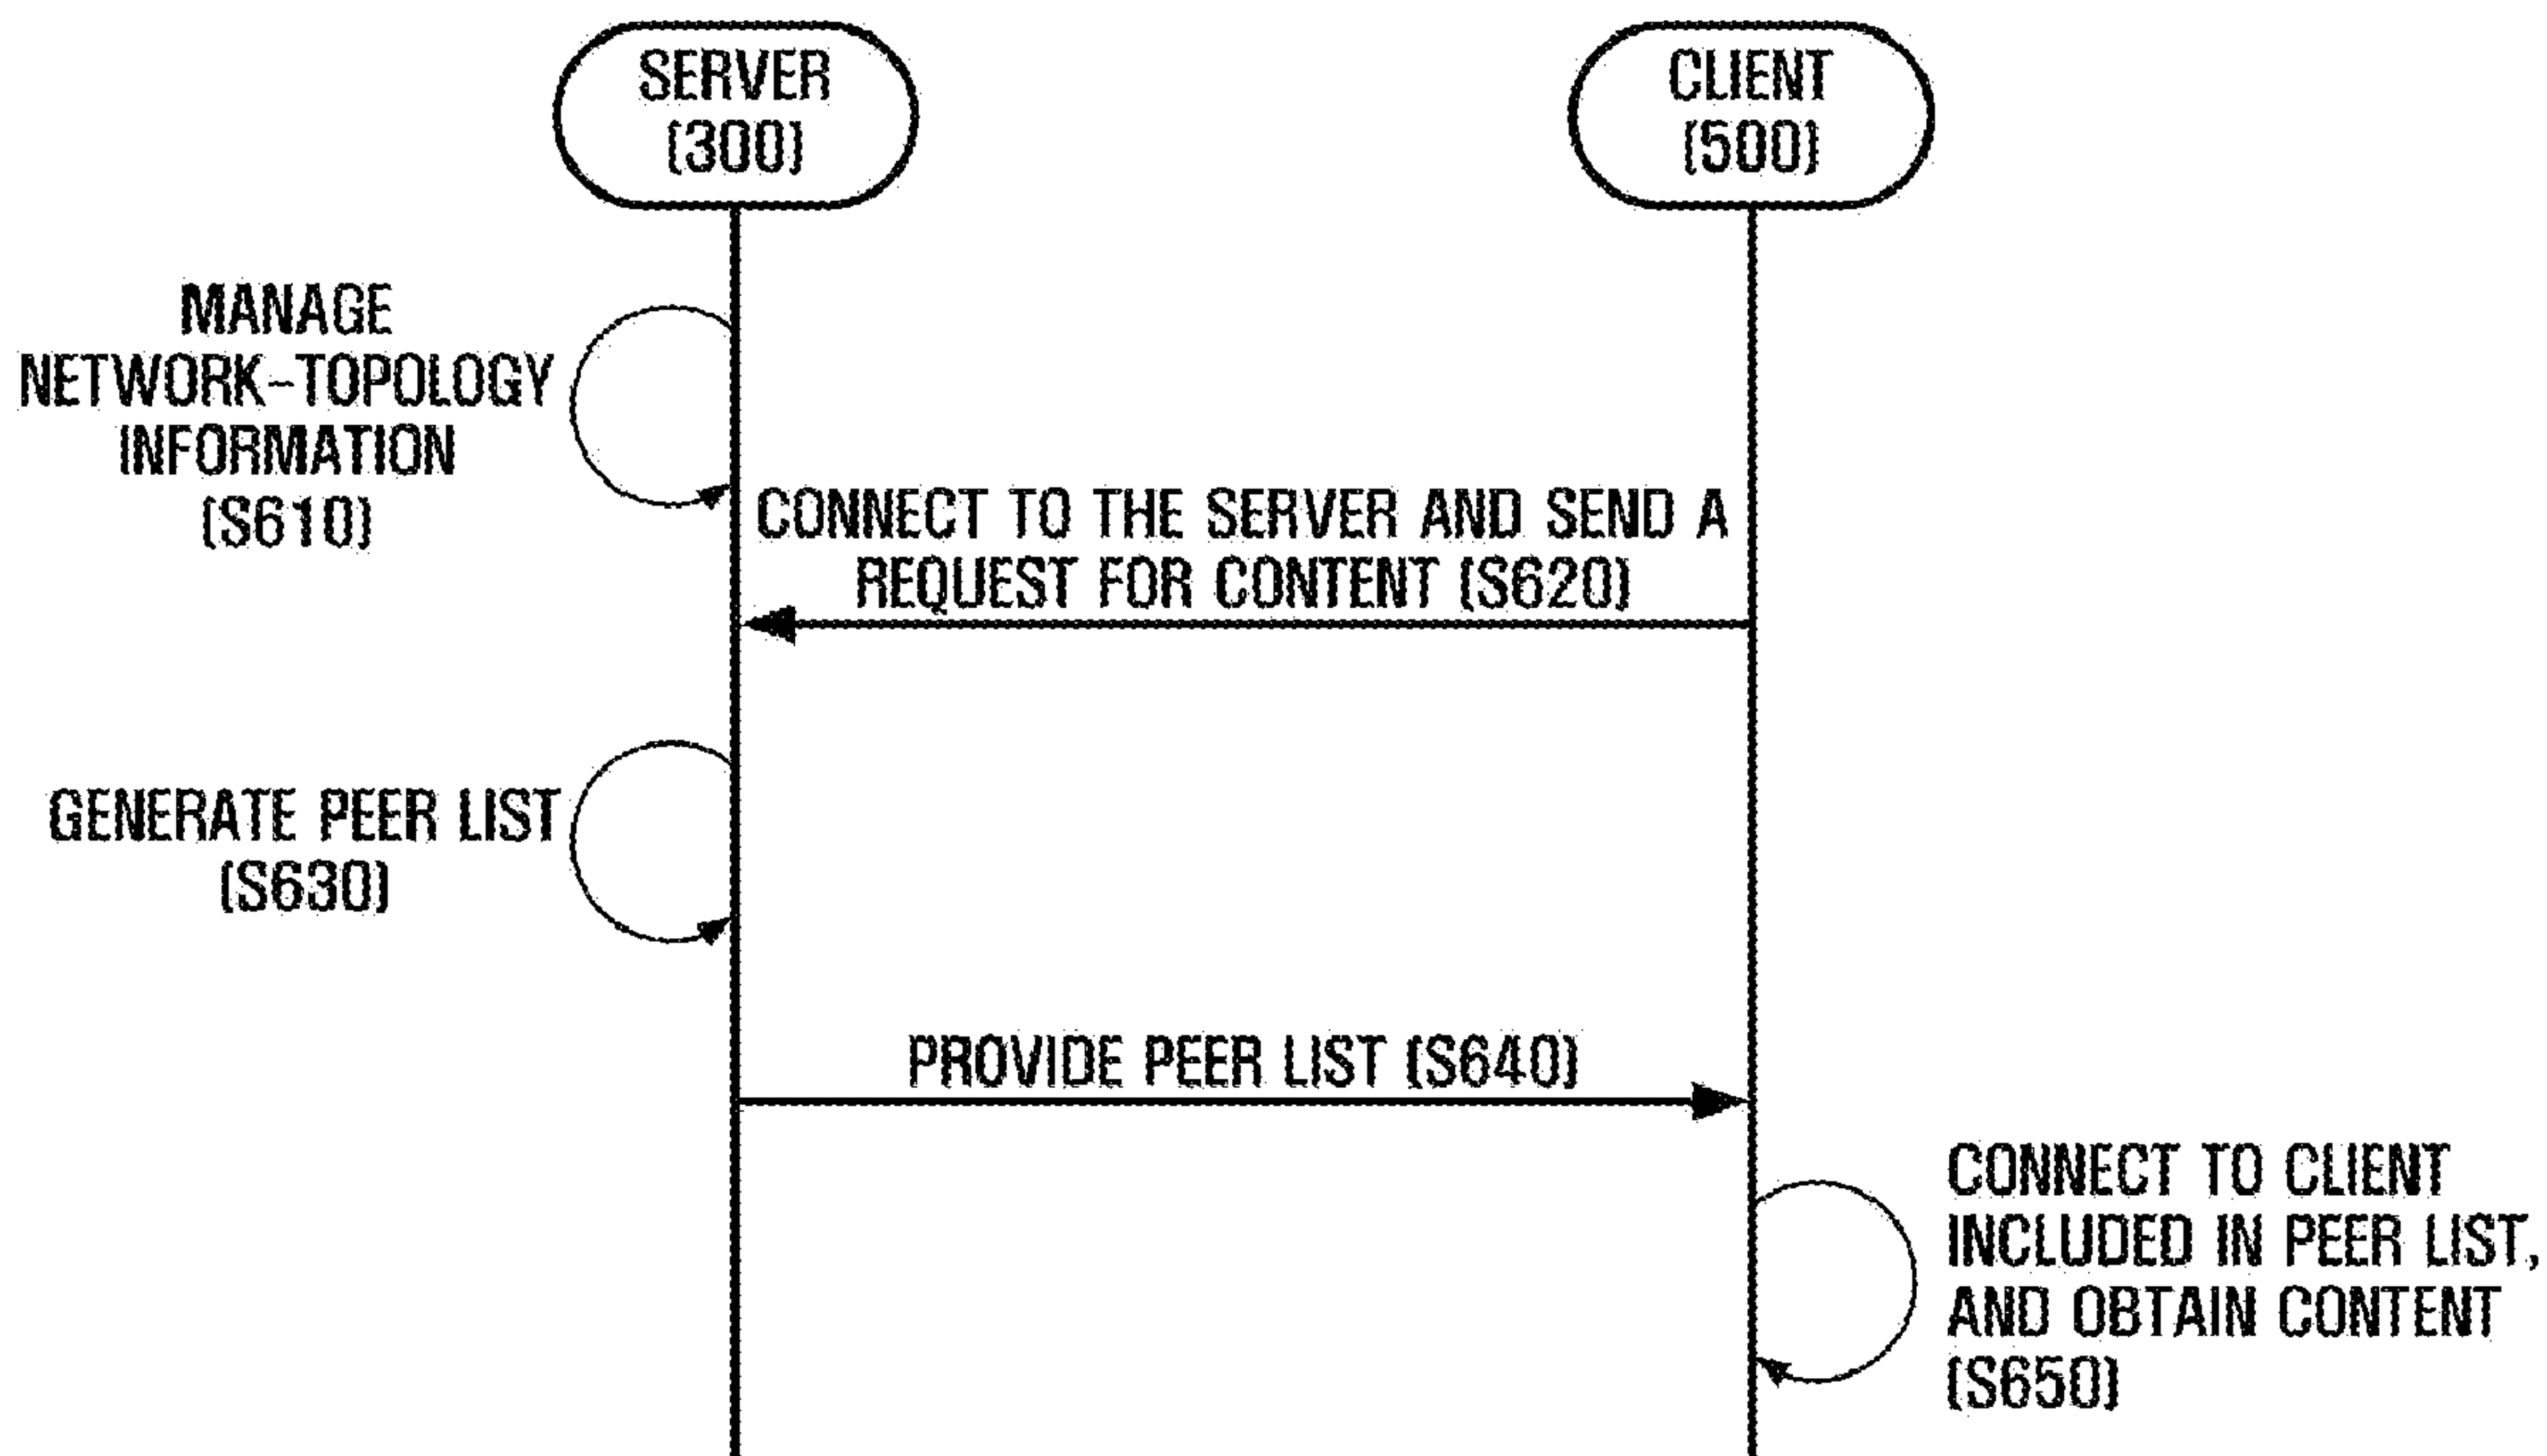 SERVER
(300)
CLIENT
(500)
MANAGE
NETWORK-TOPOLOGY
INFORMATION
(S610)
CONNECT TO THE SERVER AND SEND A
REQUEST FOR CONTENT (S620)
GENERATE PEER LIST
(S630)
PROVIDE PEER LIST (S640)
CONNECT TO CLIENT
INCLUDED IN PEER LIST,
AND OBTAIN CONTENT
(S650)